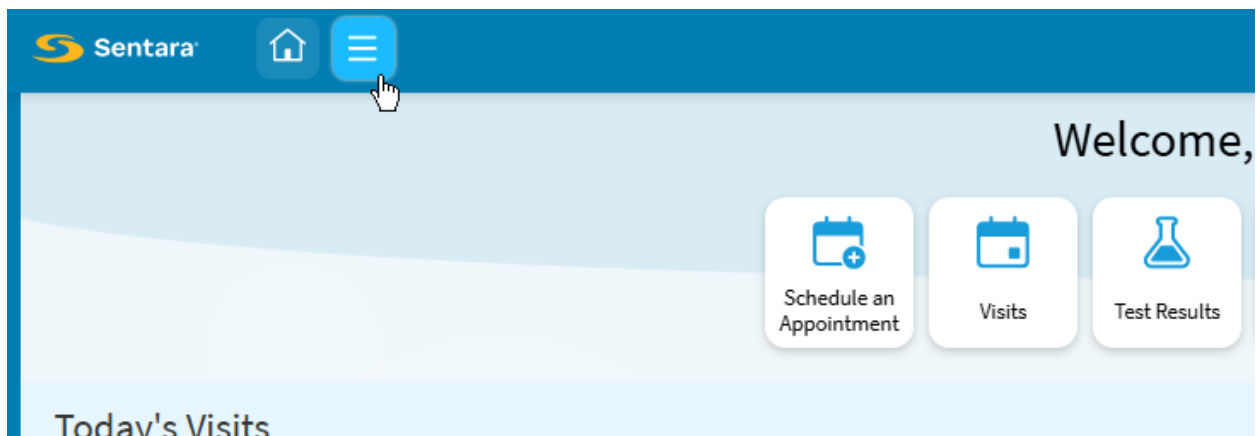 Sentara
Welcome,
Schedule an
Appointment
Visits
Test Results
Today's Visits